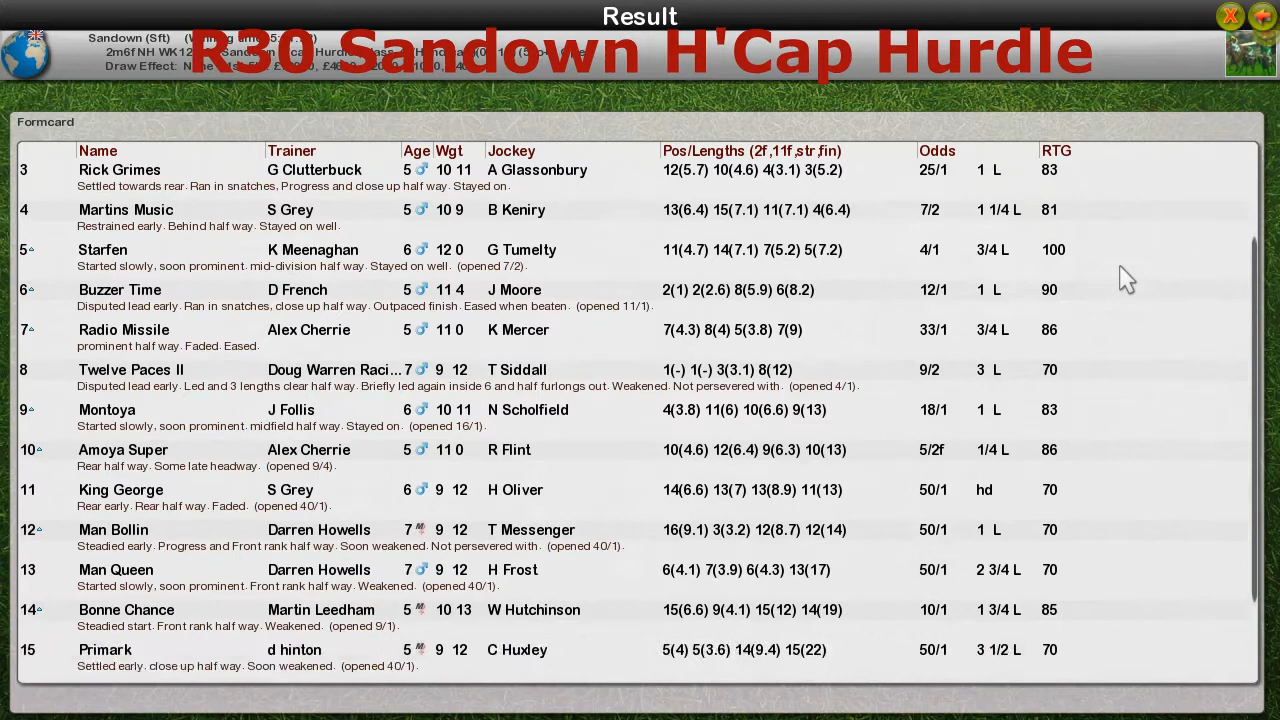 Result
R30 Sandown H'Cap Hurdle
Sandown (Sft)
2m6f NH WK12
Draw Effect:
Formcard
Name Trainer Age Wgt Jockey Pos/Lengths (2f,11f,str,fin) Odds RTG
3 Rick Grimes G Clutterbuck 5 10 11 A Glassonbury 12(5.7) 10(4.6) 4(3.1) 3(5.2) 25/1 1 L 83
Settled towards rear. Ran in snatches, Progress and close up half way. Stayed on.
4 Martins Music S Grey 5 10 9 B Keniry 13(6.4) 15(7.1) 11(7.1) 4(6.4) 7/2 1 1/4 L 81
Restrained early. Behind half way. Stayed on well.
5 Starfen K Meenaghan 6 12 0 G Tumelty 11(4.7) 14(7.1) 7(5.2) 5(7.2) 4/1 3/4 L 100
Started slowly, soon prominent. mid-division half way. Stayed on well. (opened 7/2).
6 Buzzer Time D French 5 11 4 J Moore 2(1) 2(2.6) 8(5.9) 6(8.2) 12/1 1 L 90
Disputed lead early. Ran in snatches, close up half way. Outpaced finish. Eased when beaten. (opened 11/1).
7 Radio Missile Alex Cherrie 5 11 0 K Mercer 7(4.3) 8(4) 5(3.8) 7(9) 33/1 3/4 L 86
prominent half way. Faded. Eased.
8 Twelve Paces II Doug Warren Raci... 7 9 12 T Siddall 1(-) 1(-) 3(3.1) 8(12) 9/2 3 L 70
Disputed lead early. Led and 3 lengths clear half way. Briefly led again inside 6 and half furlongs out. Weakened. Not persevered with. (opened 4/1).
9 Montoya J Follis 6 10 11 N Scholfield 4(3.8) 11(6) 10(6.6) 9(13) 18/1 1 L 83
Started slowly, soon prominent. midfield half way. Stayed on. (opened 16/1).
10 Amoya Super Alex Cherrie 5 11 0 R Flint 10(4.6) 12(6.4) 9(6.3) 10(13) 5/2f 1/4 L 86
Rear half way. Some late headway. (opened 9/4).
11 King George S Grey 6 9 12 H Oliver 14(6.6) 13(7) 13(8.9) 11(13) 50/1 hd 70
Rear early. Rear half way. Faded. (opened 40/1).
12 Man Bollin Darren Howells 7 9 12 T Messenger 16(9.1) 3(3.2) 12(8.7) 12(14) 50/1 1 L 70
Steadied early. Progress and Front rank half way. Soon weakened. Not persevered with. (opened 40/1).
13 Man Queen Darren Howells 7 9 12 H Frost 6(4.1) 7(3.9) 6(4.3) 13(17) 50/1 2 3/4 L 70
Started slowly, soon prominent. Front rank half way. Weakened. (opened 40/1).
14 Bonne Chance Martin Leedham 5 10 13 W Hutchinson 15(6.6) 9(4.1) 15(12) 14(19) 10/1 1 3/4 L 85
Steadied start. Front rank half way. Weakened. (opened 9/1).
15 Primark d hinton 5 9 12 C Huxley 5(4) 5(3.6) 14(9.4) 15(22) 50/1 3 1/2 L 70
Settled early. close up half way. Soon weakened. (opened 40/1).